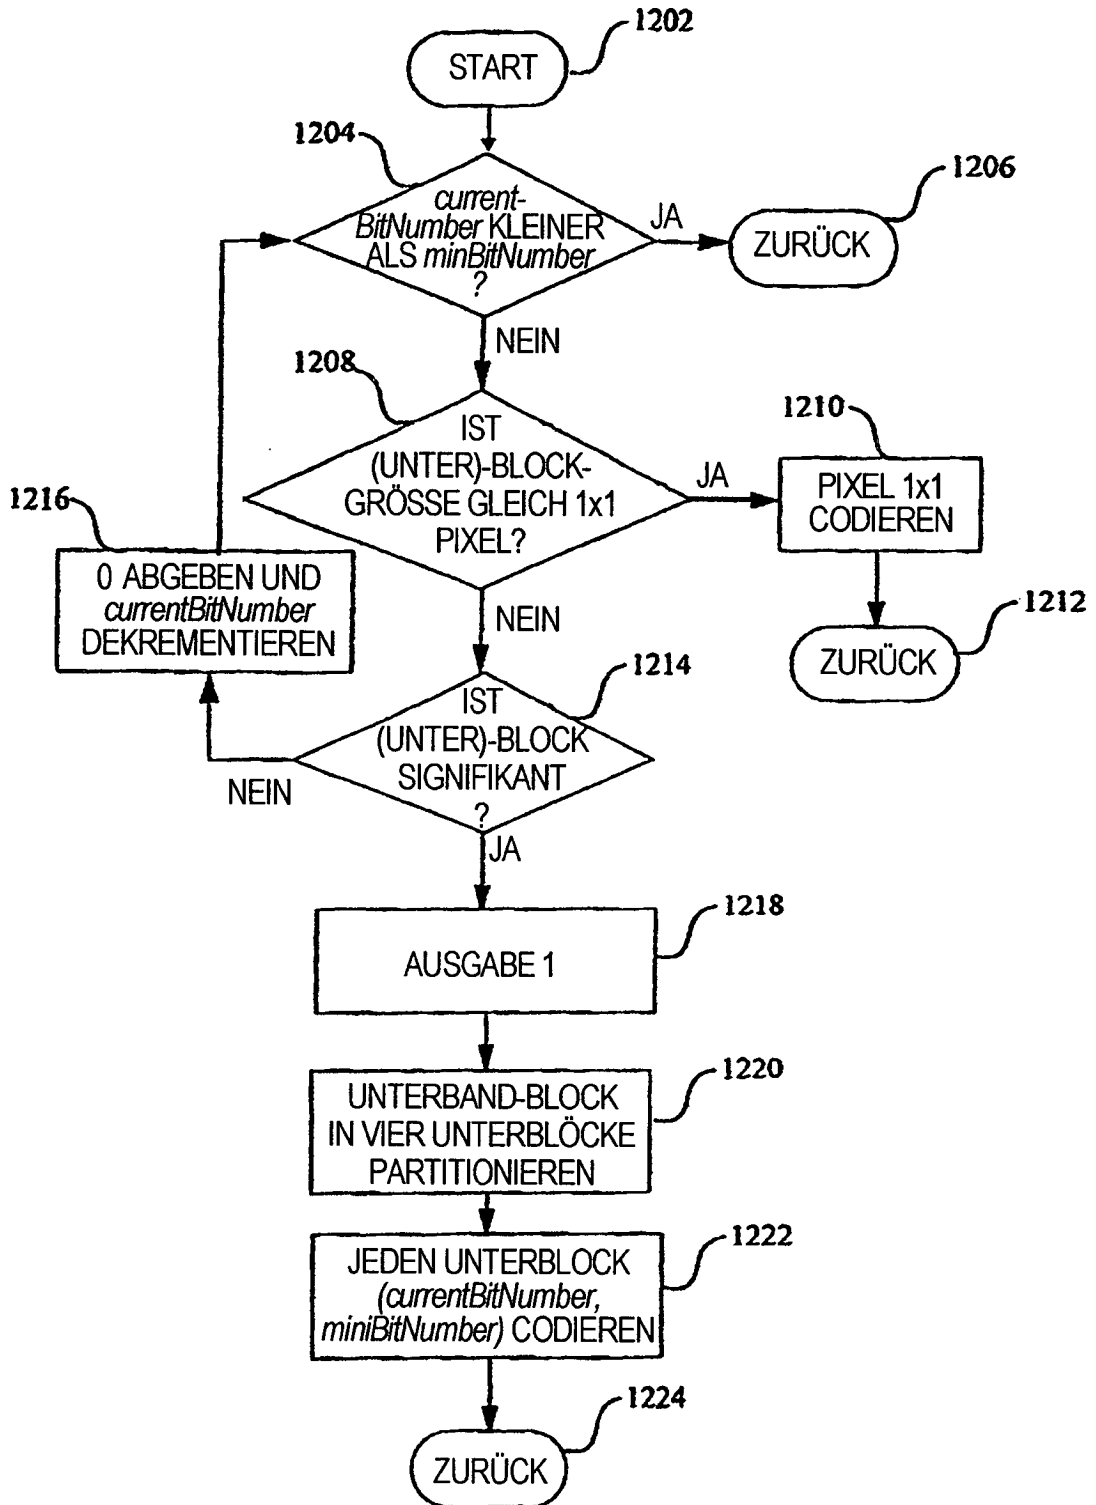 1202
START
1204
current-
BitNumber KLEINER
ALS minBitNumber
?
JA
1206
ZURÜCK
NEIN
1208
IST
(UNTER)-BLOCK-
GRÖSSE GLEICH 1x1
PIXEL?
JA
1210
PIXEL 1x1
CODIEREN
1216
0 ABGEBEN UND
currentBitNumber
DEKREMENTIEREN
NEIN
1212
ZURÜCK
1214
IST
(UNTER)-BLOCK
SIGNIFIKANT
?
NEIN
JA
1218
AUSGABE 1
1220
UNTERBAND-BLOCK
IN VIER UNTERBLÖCKE
PARTITIONIEREN
1222
JEDEN UNTERBLOCK
(currentBitNumber,
miniBitNumber) CODIEREN
1224
ZURÜCK